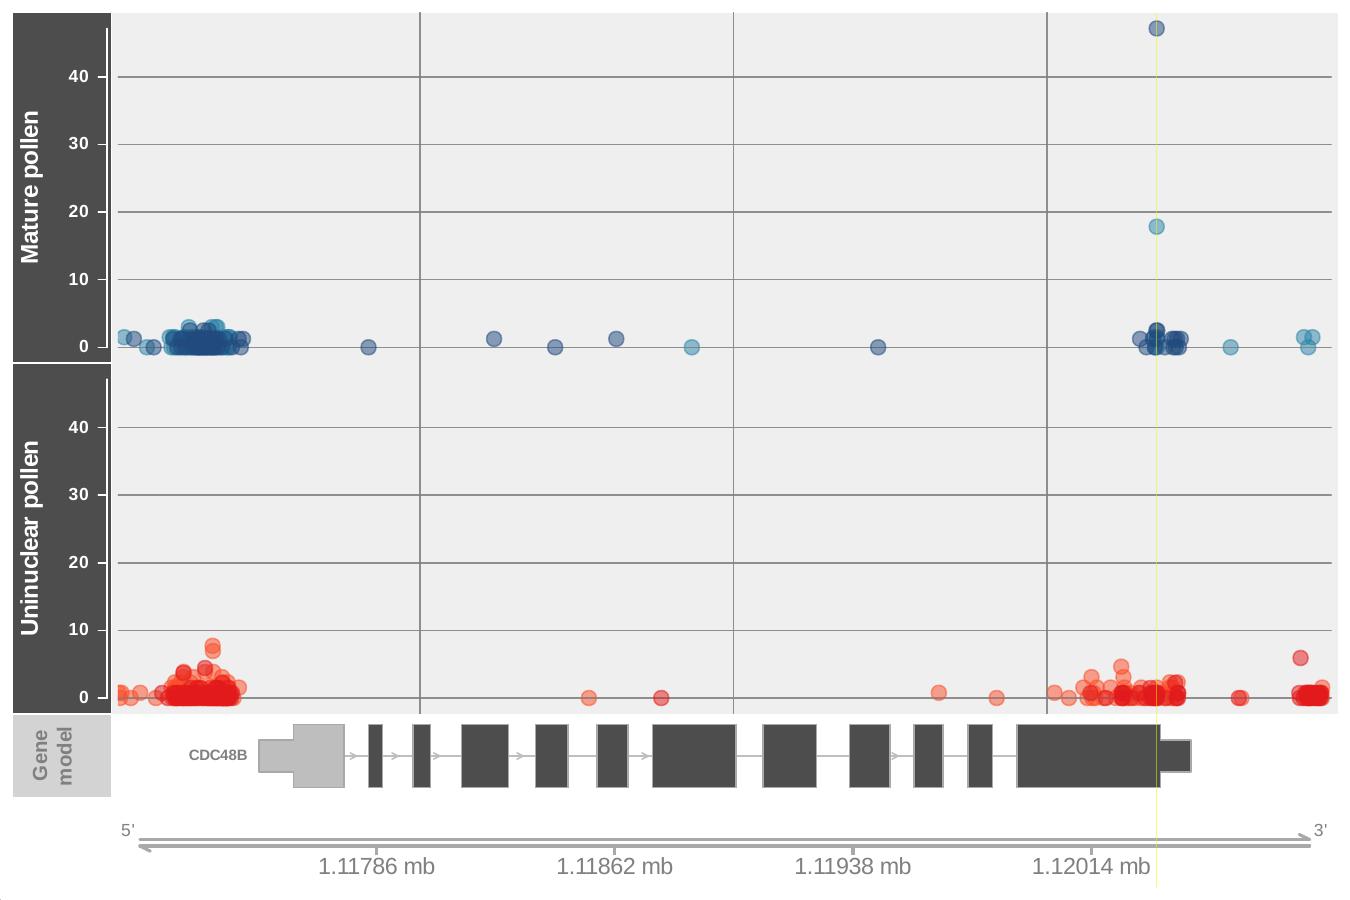 Mature pollen
40
30
20
10
0
Uninuclear pollen
40
30
20
10
0
Gene
model
CDC48B
5'
3'
1.11786 mb
1.11862 mb
1.11938 mb
1.12014 mb